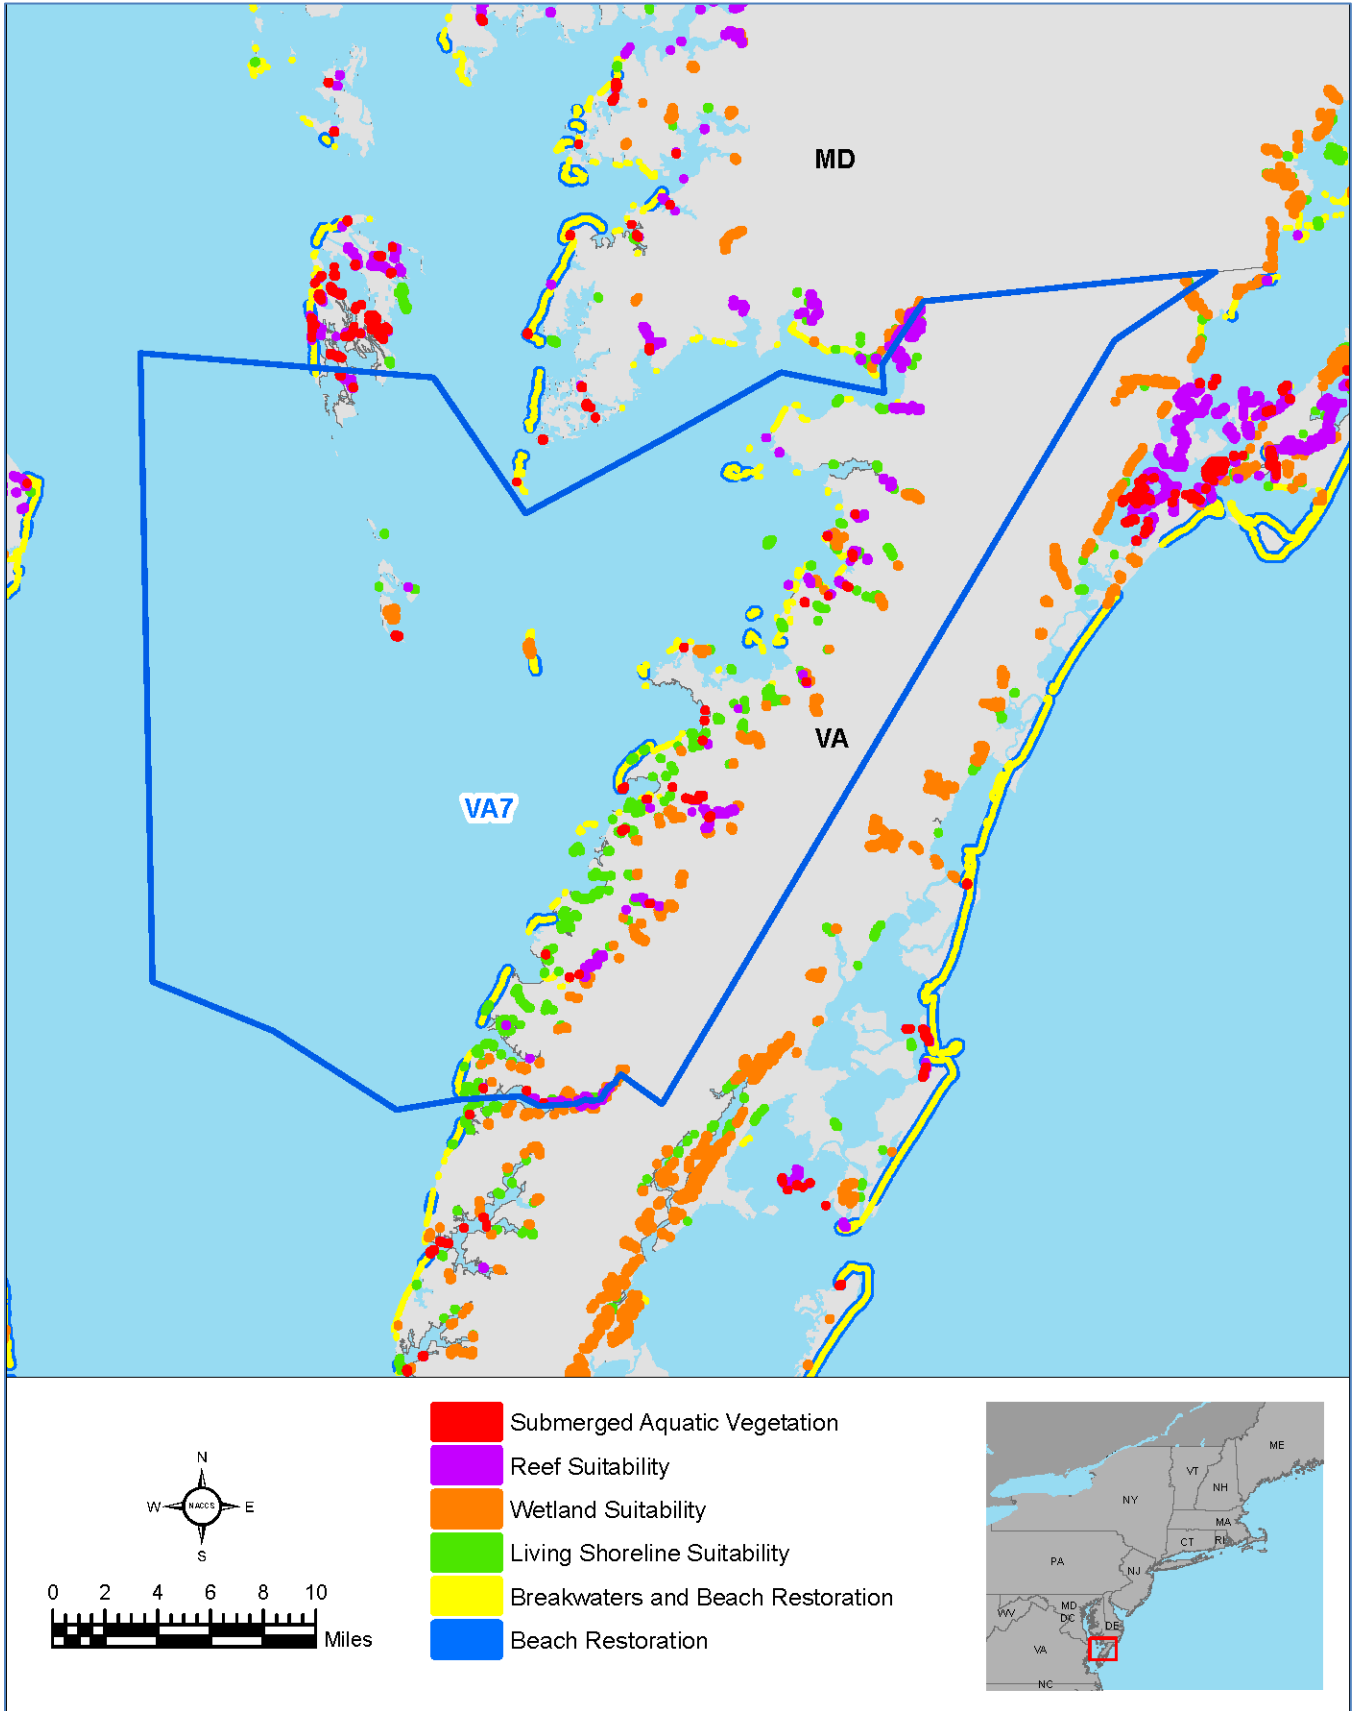 MD
VA
VA7
N
W NACCS E
S
0 2 4 6 8 10
Miles
Submerged Aquatic Vegetation
Reef Suitability
Wetland Suitability
Living Shoreline Suitability
Breakwaters and Beach Restoration
Beach Restoration
ME
VT
NH
NY
MA
CT
RI
PA
NJ
MD
WV
DC
DE
VA
NC